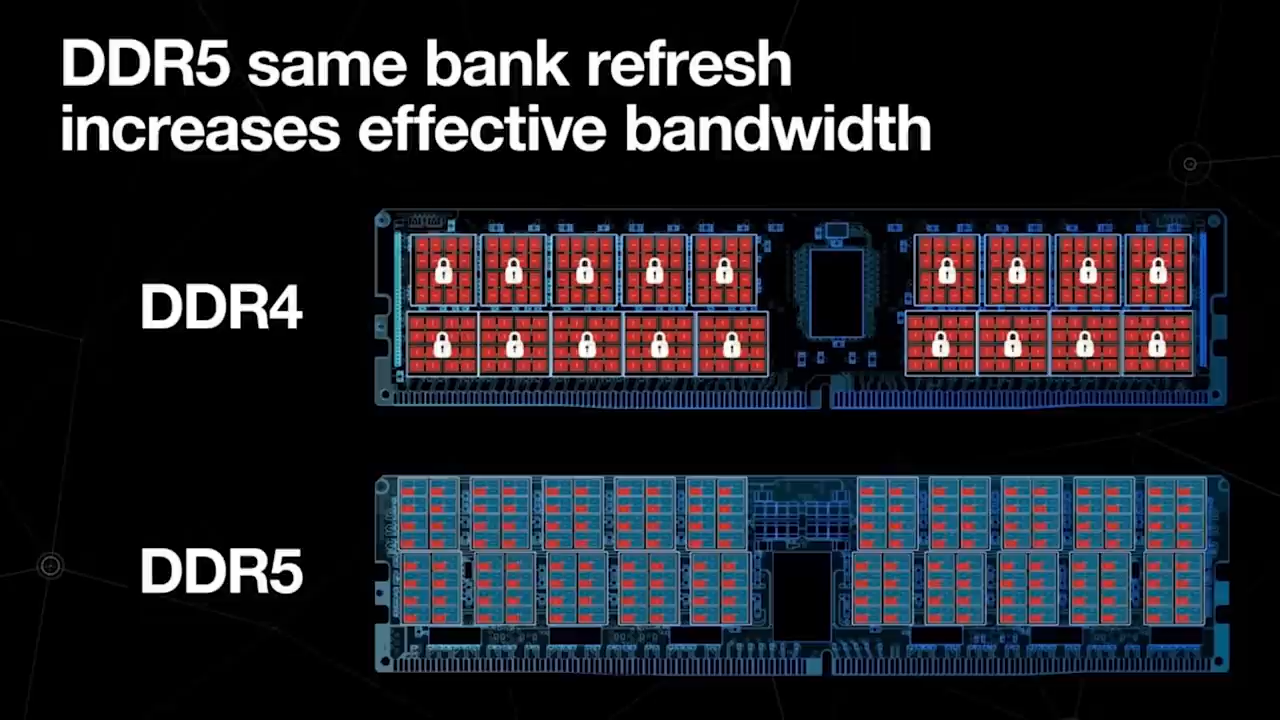 DDR5 same bank refresh
increases effective bandwidth
DDR4
DDR5